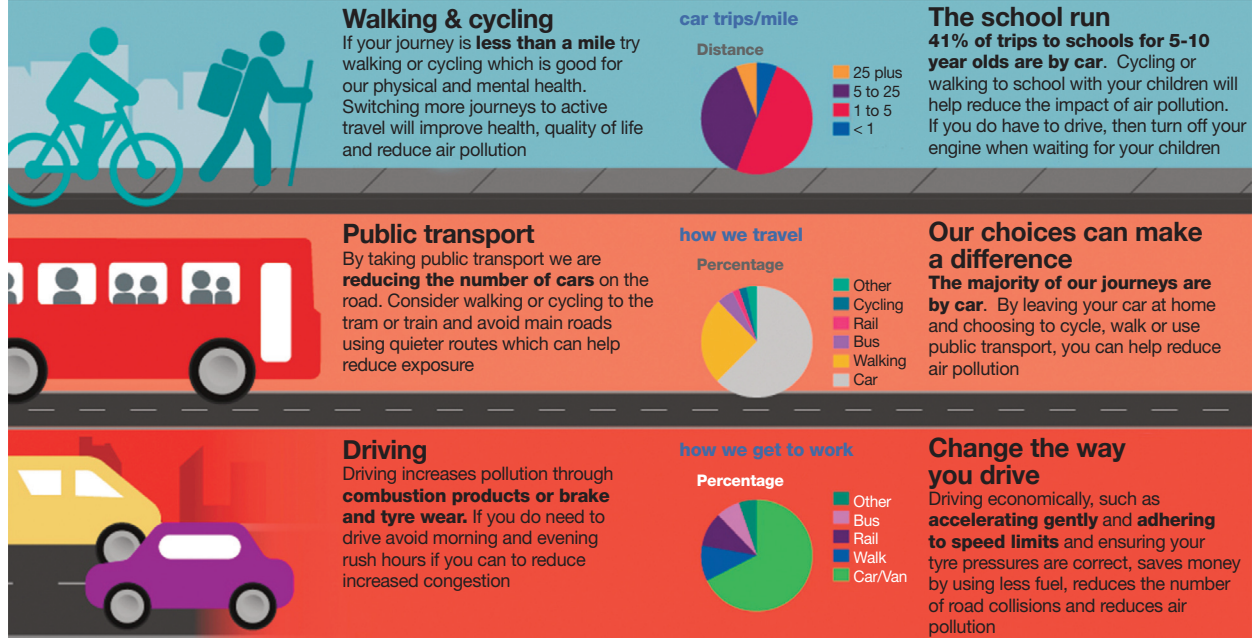 Walking & cycling
If your journey is less than a mile try
walking or cycling which is good for
our physical and mental health.
Switching more journeys to active
travel will improve health, quality of life
and reduce air pollution
car trips/mile
Distance
25 plus
5 to 25
1 to 5
< 1
The school run
41% of trips to schools for 5-10
year olds are by car. Cycling or
walking to school with your children will
help reduce the impact of air pollution.
If you do have to drive, then turn off your
engine when waiting for your children
Public transport
By taking public transport we are
reducing the number of cars on the
road. Consider walking or cycling to the
tram or train and avoid main roads
using quieter routes which can help
reduce exposure
how we travel
Percentage
Other
Cycling
Rail
Bus
Walking
Car
Our choices can make
a difference
The majority of our journeys are
by car. By leaving your car at home
and choosing to cycle, walk or use
public transport, you can help reduce
air pollution
Driving
Driving increases pollution through
combustion products or brake
and tyre wear. If you do need to
drive avoid morning and evening
rush hours if you can to reduce
increased congestion
how we get to work
Percentage
Other
Bus
Rail
Walk
Car/Van
Change the way
you drive
Driving economically, such as
accelerating gently and adhering
to speed limits and ensuring your
tyre pressures are correct, saves money
by using less fuel, reduces the number
of road collisions and reduces air
pollution